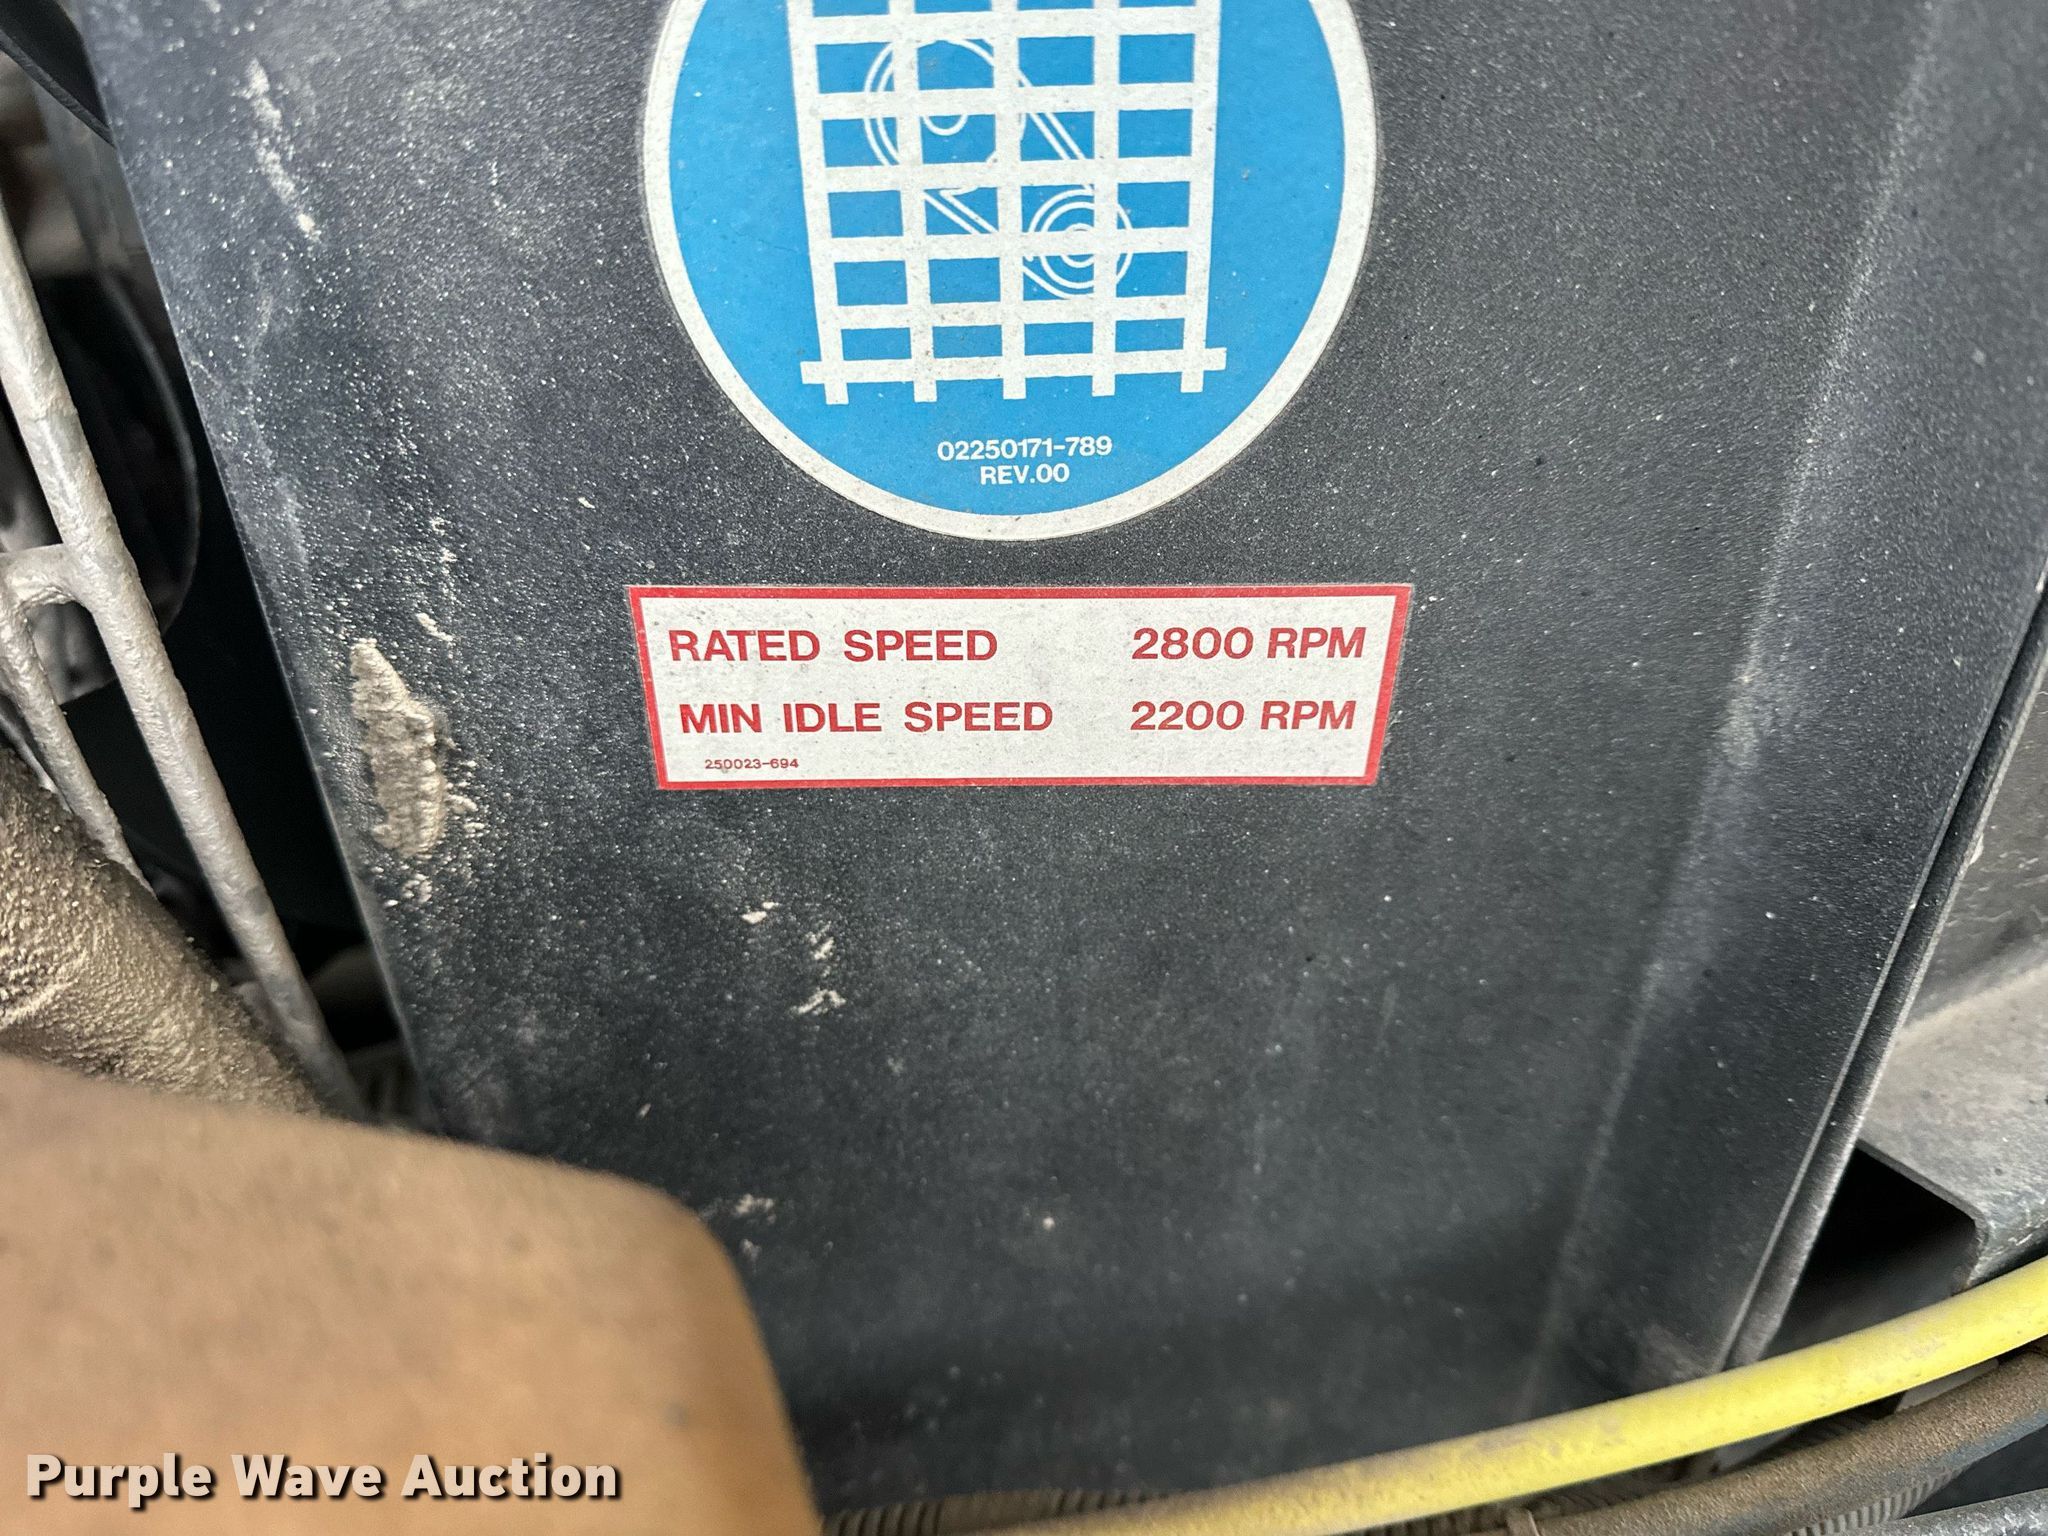 02250171-789
REV.00
RATED SPEED 2800 RPM
MIN IDLE SPEED 2200 RPM
250023-694
Purple Wave Auction